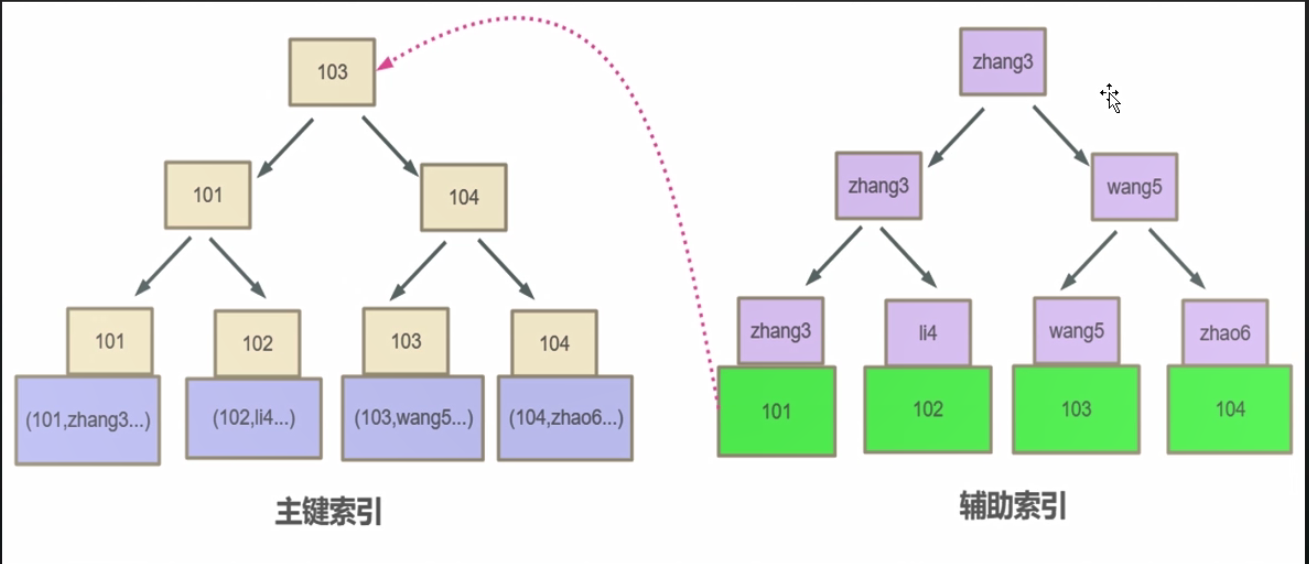 103
101
104
101
102
103
104
(101,zhang3...)
(102,li4...)
(103,wang5...)
(104,zhao6...)
主键索引
zhang3
zhang3
wang5
zhang3
li4
wang5
zhao6
101
102
103
104
辅助索引